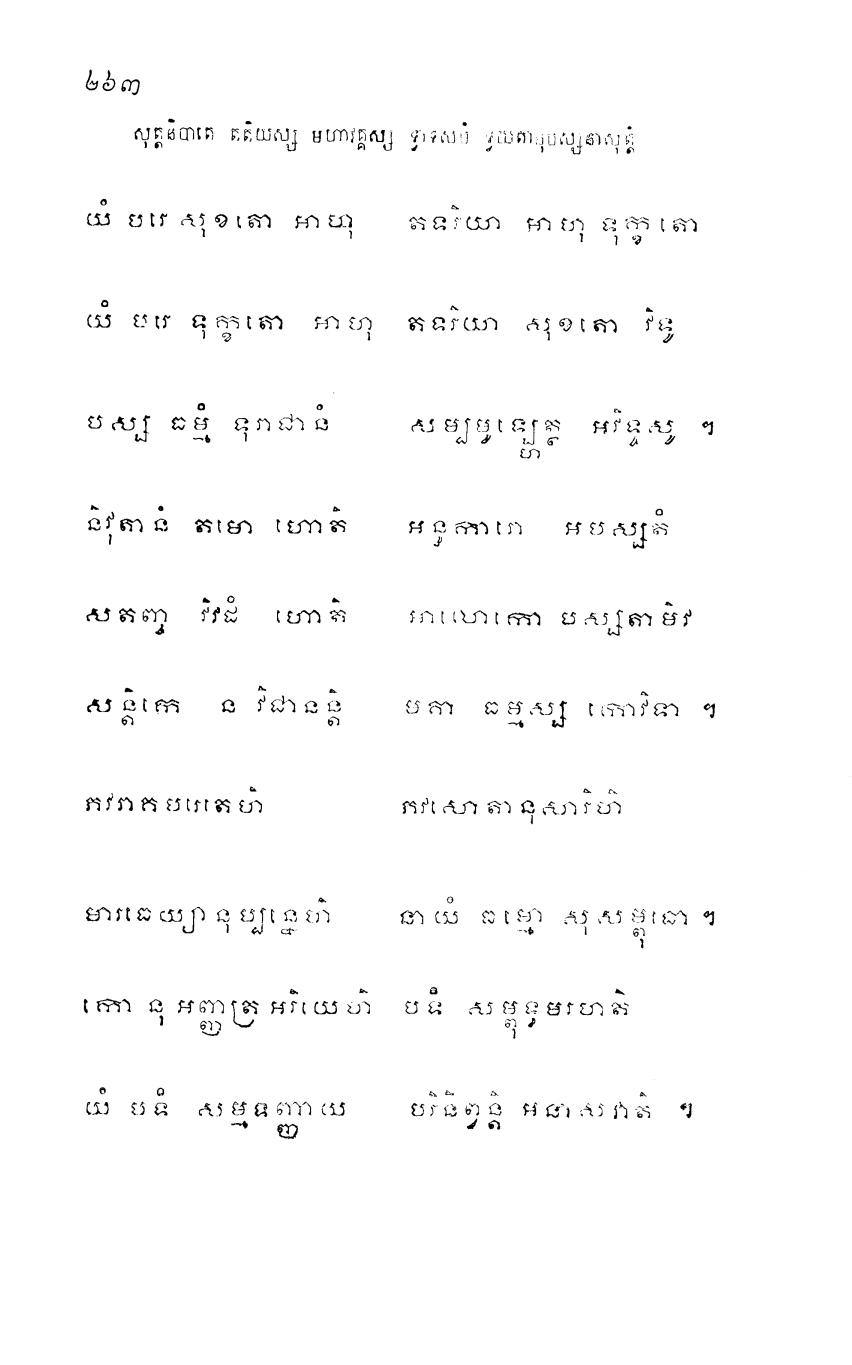 ២៦៣
សុត្តនិបាតេ តតិយស្ស មហាវគ្គស្ស ទ្វាទសមំ ទ្វយតានុបស្សនាសុត្តំ
យំ បរេ សុខតោ អាហុ តទរិយា អាហុ ទុក្ខតោ
យំ បរេ ទុក្ខតោ អាហុ តទរិយា សុខតោ វិទូ
បស្ស ធម្មំ ទុរាជានំ សម្បមូឡ្ហេត្ថ អវិទ្ទសូ ។
និវុតានំ តមោ ហោតិ អន្ធការោ អបស្សតំ
សតញ្ច វិវដំ ហោតិ អាលោកោ បស្សតាមិវ
សន្តិកេ ន វិជានន្តិ បគា ធម្មស្ស កោវិទា ។
ភវរាគបរេតេហិ ភវសោតានុសារិហិ
មារធេយ្យានុប្បន្នេហិ នាយំ ធម្មោ សុសម្ពុធោ ។
កោ នុ អញ្ញត្រ អរិយេហិ បទំ សម្ពុទ្ធមរហតិ
យំ បទំ សម្មទញ្ញាយ បរិនិព្វន្តិ អនាសវាតិ ។